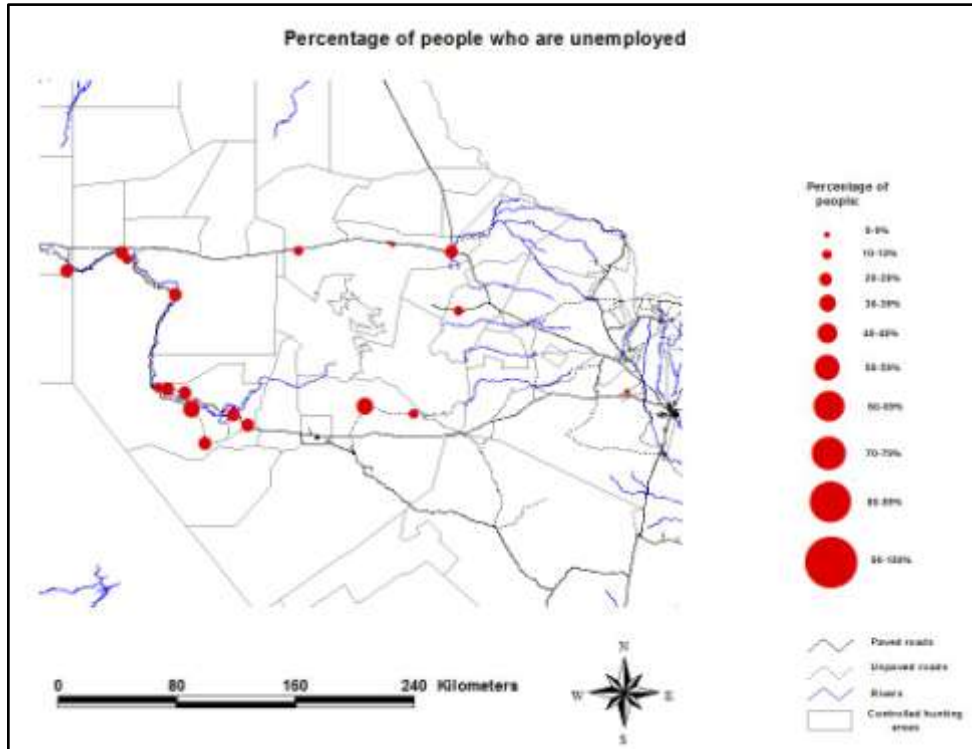 Percentage of people who are unemployed
Percentage of
people:
0-9%
10-19%
20-29%
30-39%
40-49%
50-59%
60-69%
70-79%
80-89%
90-100%
Paved roads
Unpaved roads
Rivers
Controlled hunting
areas
0 80 160 240 Kilometers
N
W E
S